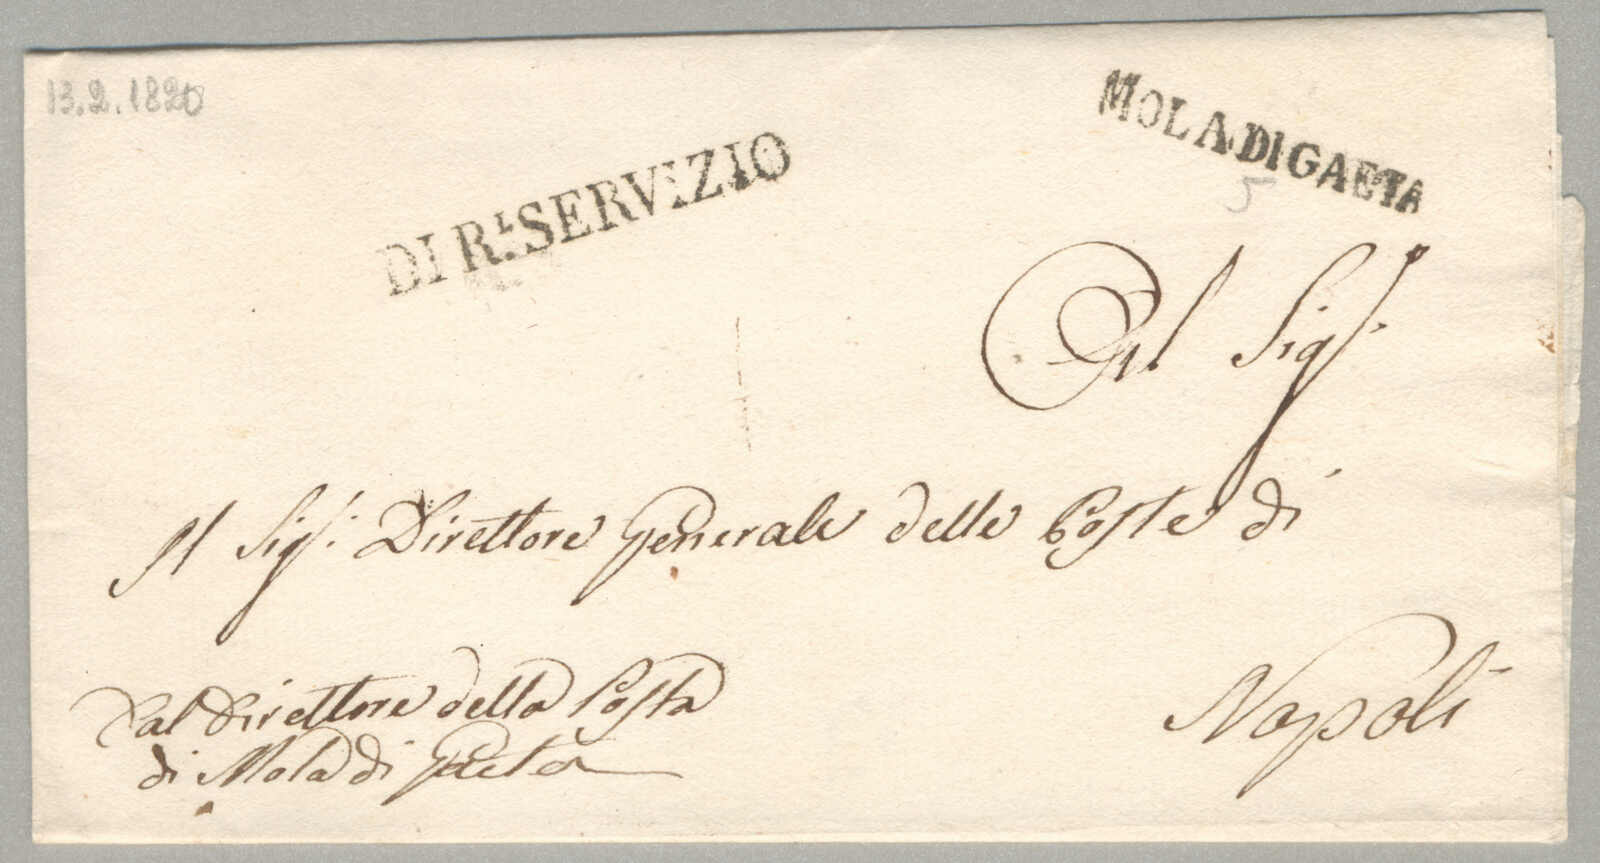 13.2.1820
MOLA DI GAETA
DI R.L SERVIZIO
5
Al Sig.r
Il Sig.r Direttore Generale delle Poste di
Napoli
Dal Direttore della Posta
di Mola di Gaeta